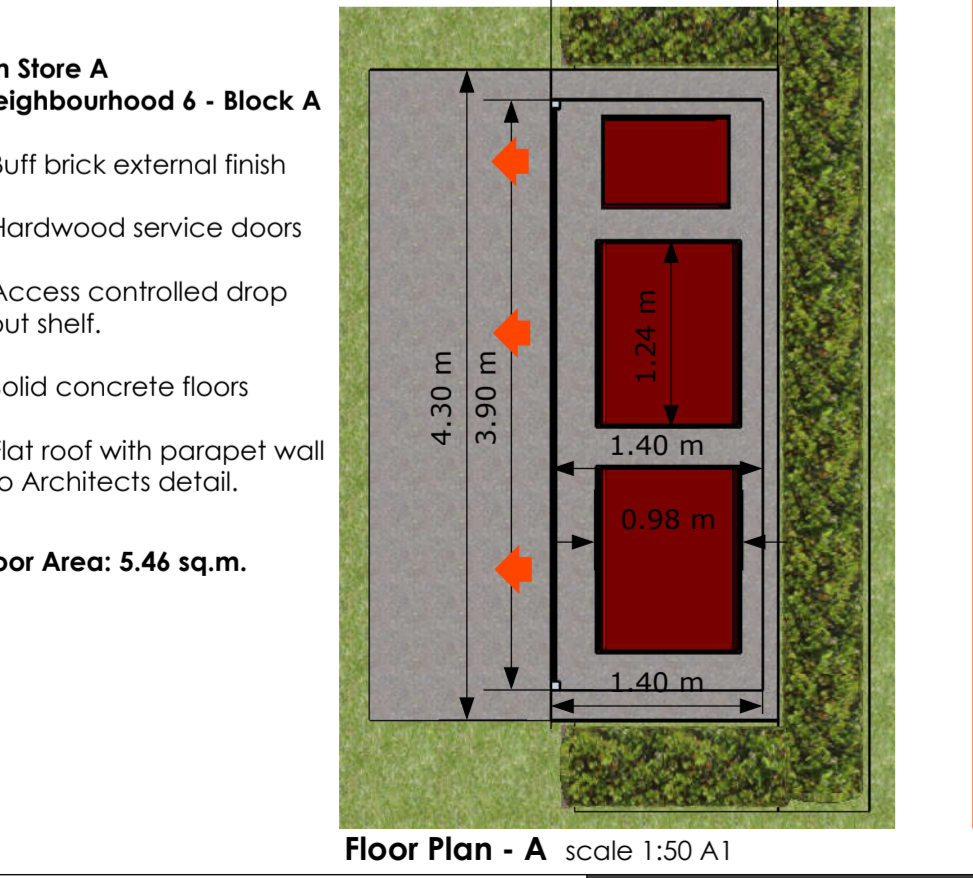 Store A
eighbourhood 6 - Block A
Buff brick external finish
Hardwood service doors
Access controlled drop
out shelf.
Solid concrete floors
Flat roof with parapet wall
to Architects detail.
oor Area: 5.46 sq.m.
4.30 m
3.90 m
1.24 m
1.40 m
0.98 m
1.40 m
Floor Plan - A scale 1:50 A1